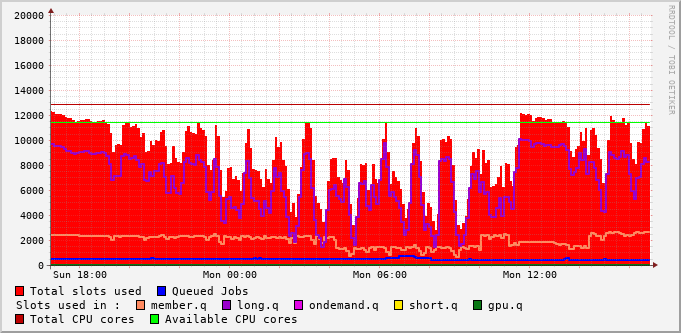 20000
18000
16000
14000
12000
10000
8000
6000
4000
2000
0
Sun 18:00 Mon 00:00 Mon 06:00 Mon 12:00
Total slots used Queued Jobs
Slots used in : member.q long.q ondemand.q short.q gpu.q
Total CPU cores Available CPU cores
RRDTOOL / TOBI OETIKER